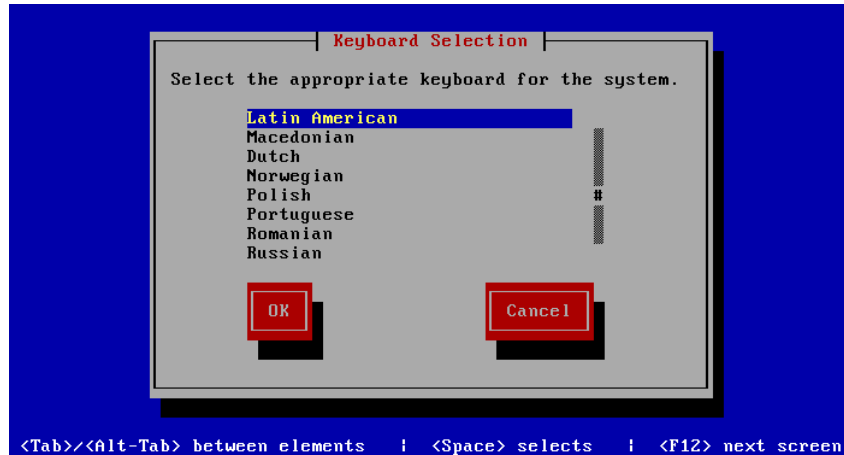 Keyboard Selection
Select the appropriate keyboard for the system.
Latin American
Macedonian
Dutch
Norwegian
Polish
#
Portuguese
Romanian
Russian
OK
Cancel
<Tab>/<Alt-Tab> between elements | <Space> selects | <F12> next screen